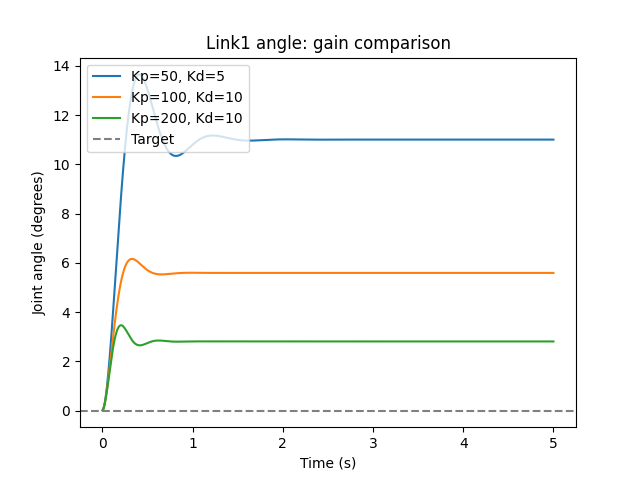 Link1 angle: gain comparison
Kp=50, Kd=5
Kp=100, Kd=10
Kp=200, Kd=10
Target
Joint angle (degrees)
14
12
10
8
6
4
2
0
0 1 2 3 4 5
Time (s)